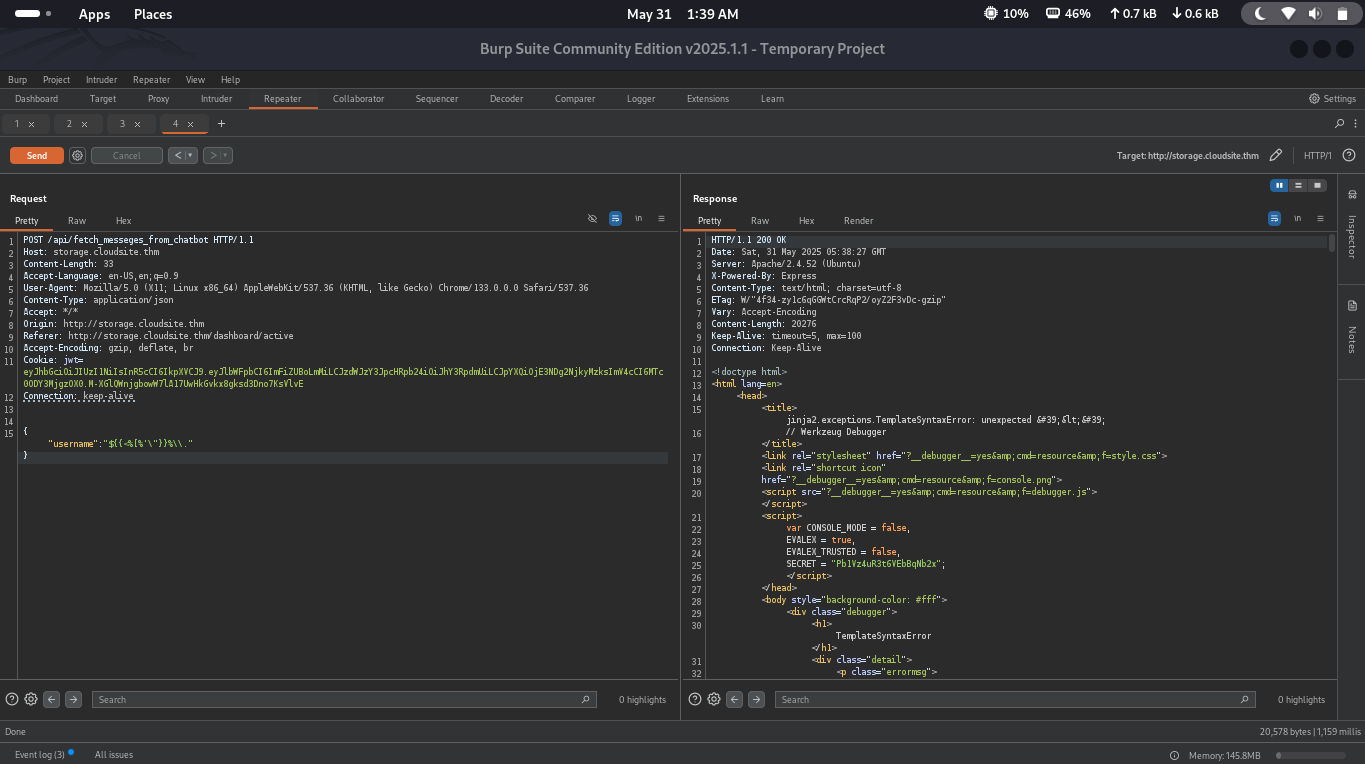 Apps Places May 31 1:39 AM 10% 46% 0.7 kB 0.6 kB
Burp Suite Community Edition v2025.1.1 - Temporary Project
Burp Project Intruder Repeater View Help
Dashboard Target Proxy Intruder Repeater Collaborator Sequencer Decoder Comparer Logger Extensions Learn Settings
1 × 2 × 3 × 4 × +
Send Cancel < > Target: http://storage.cloudsite.thm HTTP/1
Request
Pretty Raw Hex \n
1 POST /api/fetch_messeges_from_chatbot HTTP/1.1
2 Host: storage.cloudsite.thm
3 Content-Length: 33
4 Accept-Language: en-US,en;q=0.9
5 User-Agent: Mozilla/5.0 (X11; Linux x86_64) AppleWebKit/537.36 (KHTML, like Gecko) Chrome/133.0.0.0 Safari/537.36
6 Content-Type: application/json
7 Accept: */*
8 Origin: http://storage.cloudsite.thm
9 Referer: http://storage.cloudsite.thm/dashboard/active
10 Accept-Encoding: gzip, deflate, br
11 Cookie: jwt=
12 Connection: keep-alive
13
14
15 {
"username":"${{<%[%'\"}}%\\."
}
Search 0 highlights
Response
Pretty Raw Hex Render \n
1 HTTP/1.1 200 OK
2 Date: Sat, 31 May 2025 05:38:27 GMT
3 Server: Apache/2.4.52 (Ubuntu)
4 X-Powered-By: Express
5 Content-Type: text/html; charset=utf-8
6 ETag: W/"4f34-zy1c6qGGWtCrcRqP2/oyZ2F3vDc-gzip"
7 Vary: Accept-Encoding
8 Content-Length: 20276
9 Keep-Alive: timeout=5, max=100
10 Connection: Keep-Alive
11
12 <!doctype html>
13 <html lang=en>
14 <head>
15 <title>
jinja2.exceptions.TemplateSyntaxError: unexpected &#39;&lt;&#39;
16 // Werkzeug Debugger
</title>
17 <link rel="stylesheet" href="?__debugger__=yes&amp;cmd=resource&amp;f=style.css">
18 <link rel="shortcut icon"
19 href="?__debugger__=yes&amp;cmd=resource&amp;f=console.png">
20 <script src="?__debugger__=yes&amp;cmd=resource&amp;f=debugger.js">
</script>
21 <script>
22 var CONSOLE_MODE = false,
23 EVALEX = true,
24 EVALEX_TRUSTED = false,
25 SECRET = "Pb1Vz4uR3t6VEbBqNb2x";
26 </script>
27 </head>
28 <body style="background-color: #fff">
29 <div class="debugger">
30 <h1>
TemplateSyntaxError
</h1>
31 <div class="detail">
32 <p class="errormsg">
Search 0 highlights
Inspector
Notes
Done 20,578 bytes | 1,159 millis
Event log (3) All issues Memory: 145.8MB